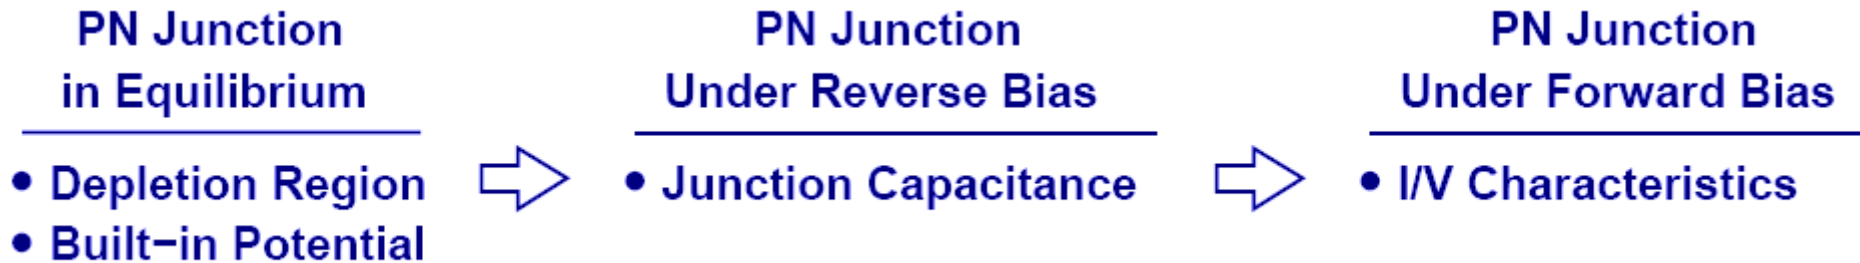 PN Junction
in Equilibrium
• Depletion Region
• Built−in Potential
PN Junction
Under Reverse Bias
• Junction Capacitance
PN Junction
Under Forward Bias
• I/V Characteristics